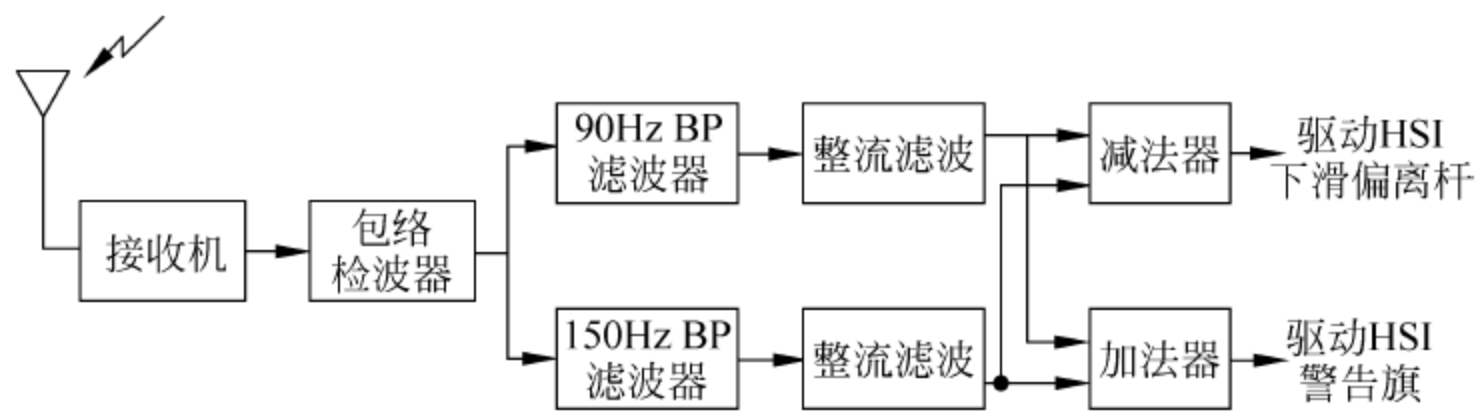 接收机
包络
检波器
90Hz BP
滤波器
整流滤波
减法器
驱动HSI
下滑偏离杆
150Hz BP
滤波器
整流滤波
加法器
驱动HSI
警告旗